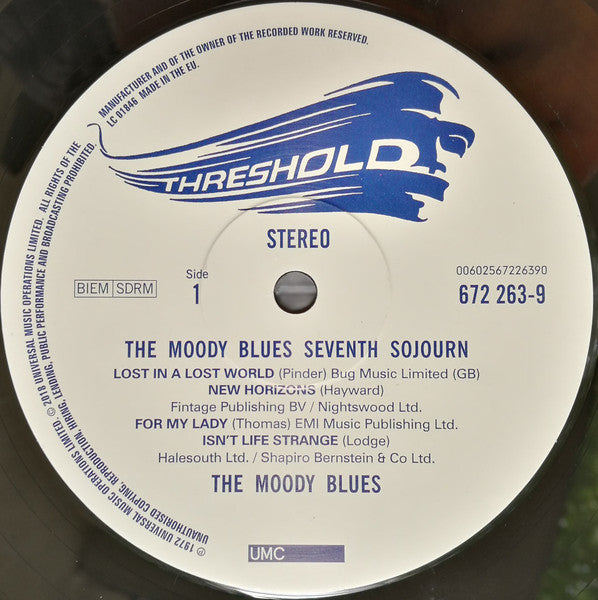 MANUFACTURER AND OF THE OWNER OF THE RECORDED WORK RESERVED.
LC 01846 MADE IN THE EU.
THRESHOLD
STEREO
Side
1
BIEM SDRM
00602567226390
672 263-9
THE MOODY BLUES SEVENTH SOJOURN
LOST IN A LOST WORLD (Pinder) Bug Music Limited (GB)
NEW HORIZONS (Hayward)
Fintage Publishing BV / Nightswood Ltd.
FOR MY LADY (Thomas) EMI Music Publishing Ltd.
ISN'T LIFE STRANGE (Lodge)
Halesouth Ltd. / Shapiro Bernstein & Co Ltd.
THE MOODY BLUES
UMC
℗ 1972 UNIVERSAL MUSIC OPERATIONS LIMITED. © 2018 UNIVERSAL MUSIC OPERATIONS LIMITED. ALL RIGHTS OF THE
UNAUTHORISED COPYING, REPRODUCTION, HIRING, LENDING, PUBLIC PERFORMANCE AND BROADCASTING PROHIBITED.